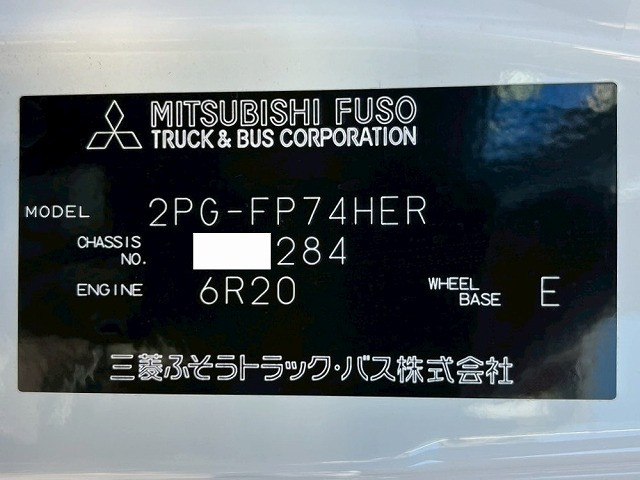 MITSUBISHI FUSO
TRUCK & BUS CORPORATION
MODEL 2PG-FP74HER
CHASSIS NO. 284
ENGINE 6R20 WHEEL BASE E
三菱ふそうトラック・バス株式会社